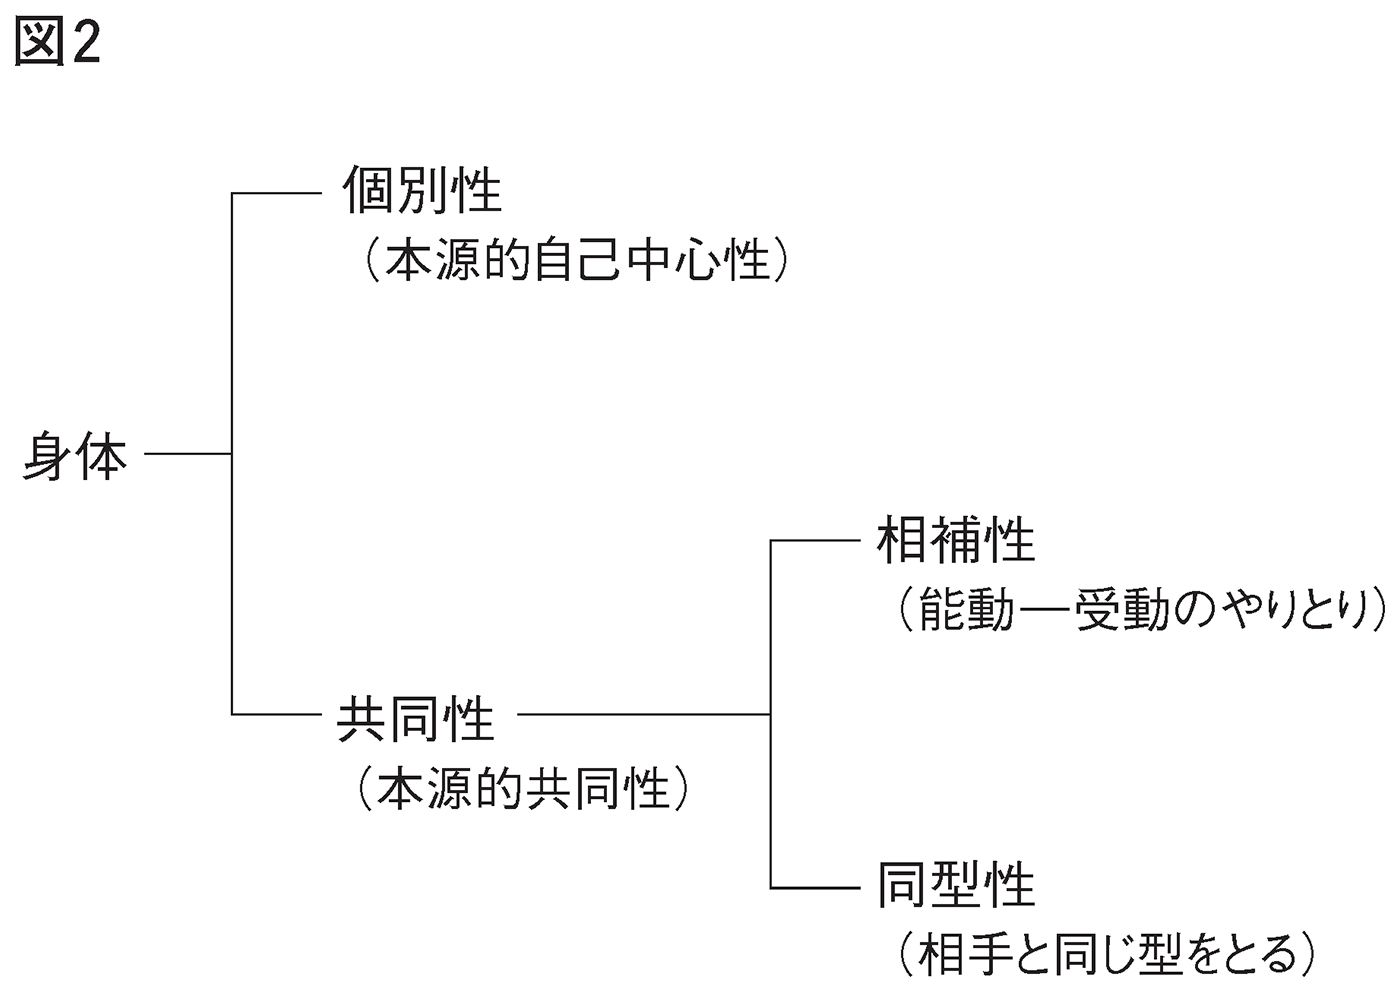 図2
個別性
（本源的自己中心性）
身体
相補性
（能動―受動のやりとり）
共同性
（本源的共同性）
同型性
（相手と同じ型をとる）